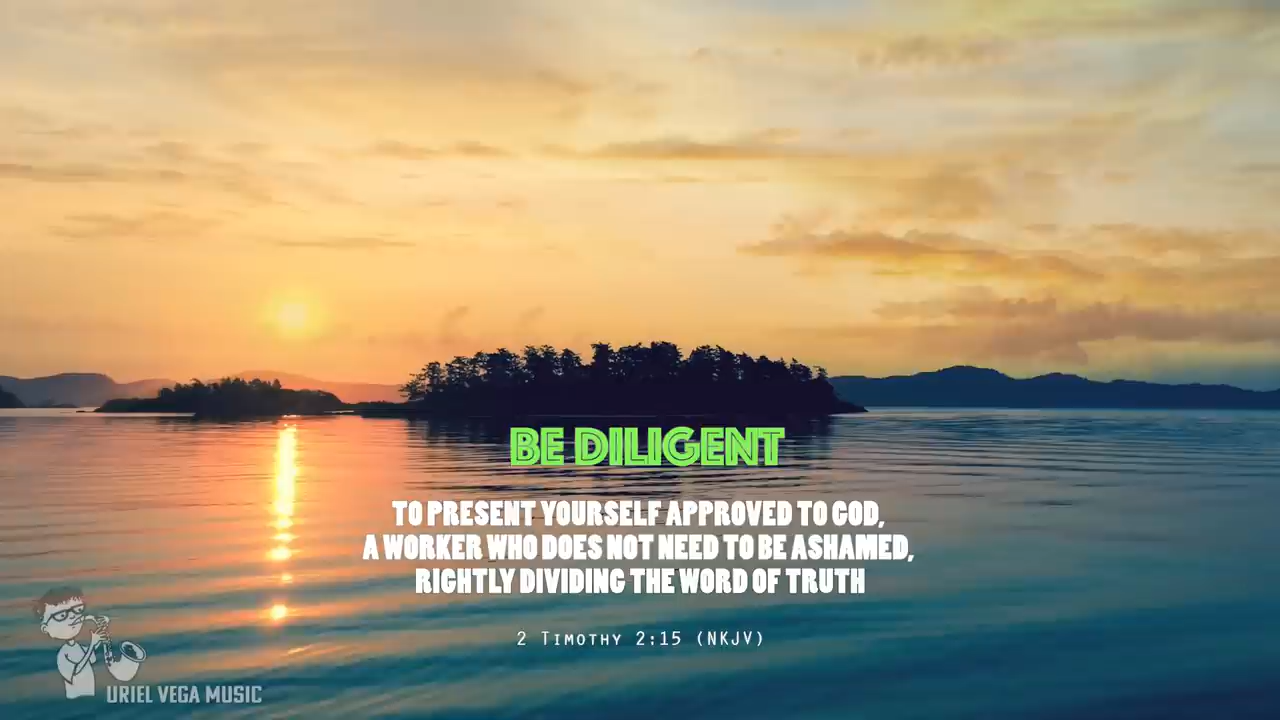 BE DILIGENT
TO PRESENT YOURSELF APPROVED TO GOD,
A WORKER WHO DOES NOT NEED TO BE ASHAMED,
RIGHTLY DIVIDING THE WORD OF TRUTH
2 Timothy 2:15 (NKJV)
URIEL VEGA MUSIC